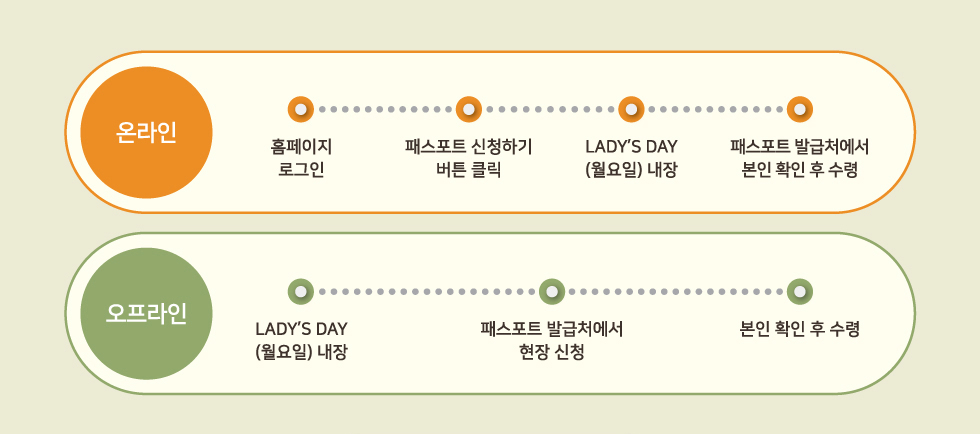 온라인
홈페이지
로그인
패스포트 신청하기
버튼 클릭
LADY'S DAY
(월요일) 내장
패스포트 발급처에서
본인 확인 후 수령
오프라인
LADY'S DAY
(월요일) 내장
패스포트 발급처에서
현장 신청
본인 확인 후 수령